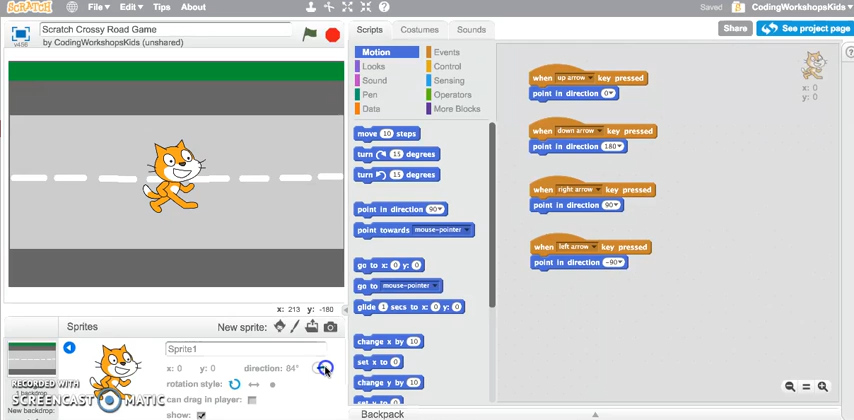 SCRATCH File Edit Tips About Saved CodingWorkshopsKids
Scratch Crossy Road Game
by CodingWorkshopsKids (unshared)
v456
Scripts Costumes Sounds
Share See project page
Motion Events
Looks Control
Sound Sensing
Pen Operators
Data More Blocks
move 10 steps
turn 15 degrees
turn 15 degrees
point in direction 90
point towards mouse-pointer
go to x: 0 y: 0
go to mouse-pointer
glide 1 secs to x: 0 y: 0
change x by 10
set x to 0
change y by 10
set y to 0
when up arrow key pressed
point in direction 0
when down arrow key pressed
point in direction 180
when right arrow key pressed
point in direction 90
when left arrow key pressed
point in direction -90
x: 0
y: 0
x: 213 y: -180
Sprites New sprite:
Sprite1
x: 0 y: 0 direction: 84°
rotation style:
can drag in player:
show:
1 backdrop
New backdrop:
RECORDED WITH
SCREENCAST MATIC
Backpack